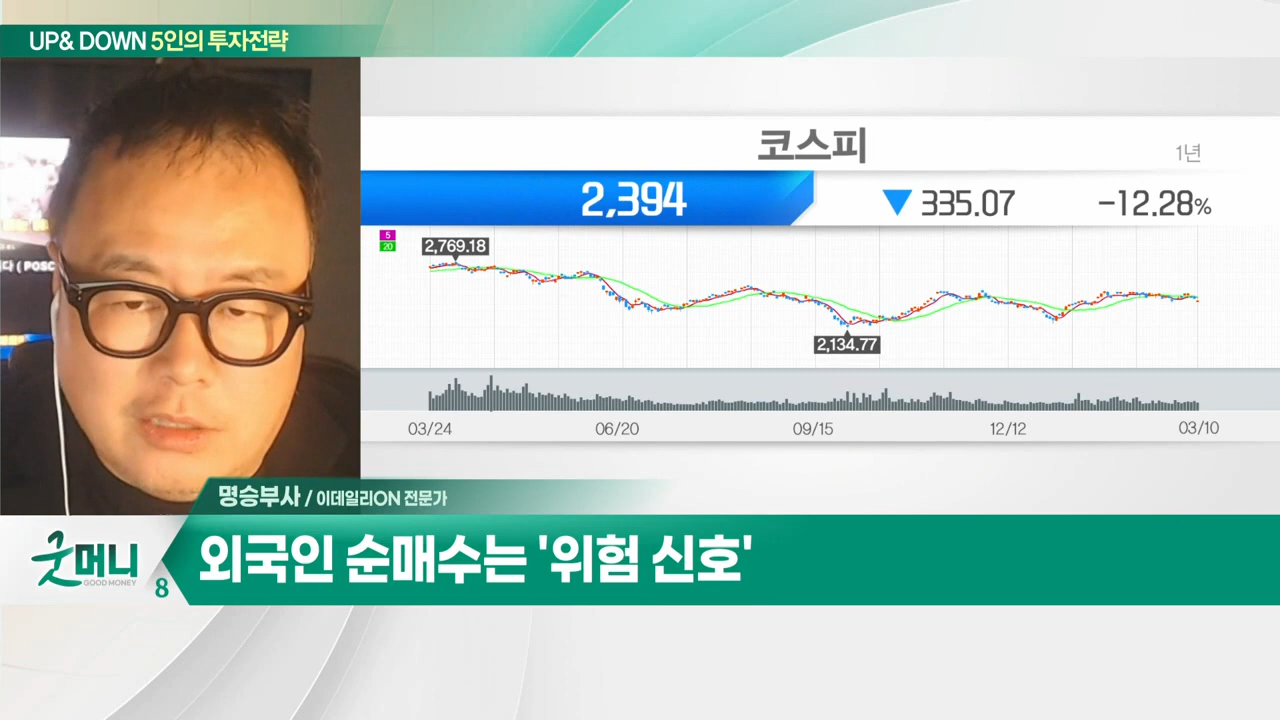 UP& DOWN 5인의 투자전략
코스피
1년
2,394 ▼ 335.07 -12.28%
5
20
2,769.18
2,134.77
다 ( POSC
03/24 06/20 09/15 12/12 03/10
명승부사 / 이데일리ON 전문가
굿머니
GOOD MONEY
8
외국인 순매수는 '위험 신호'